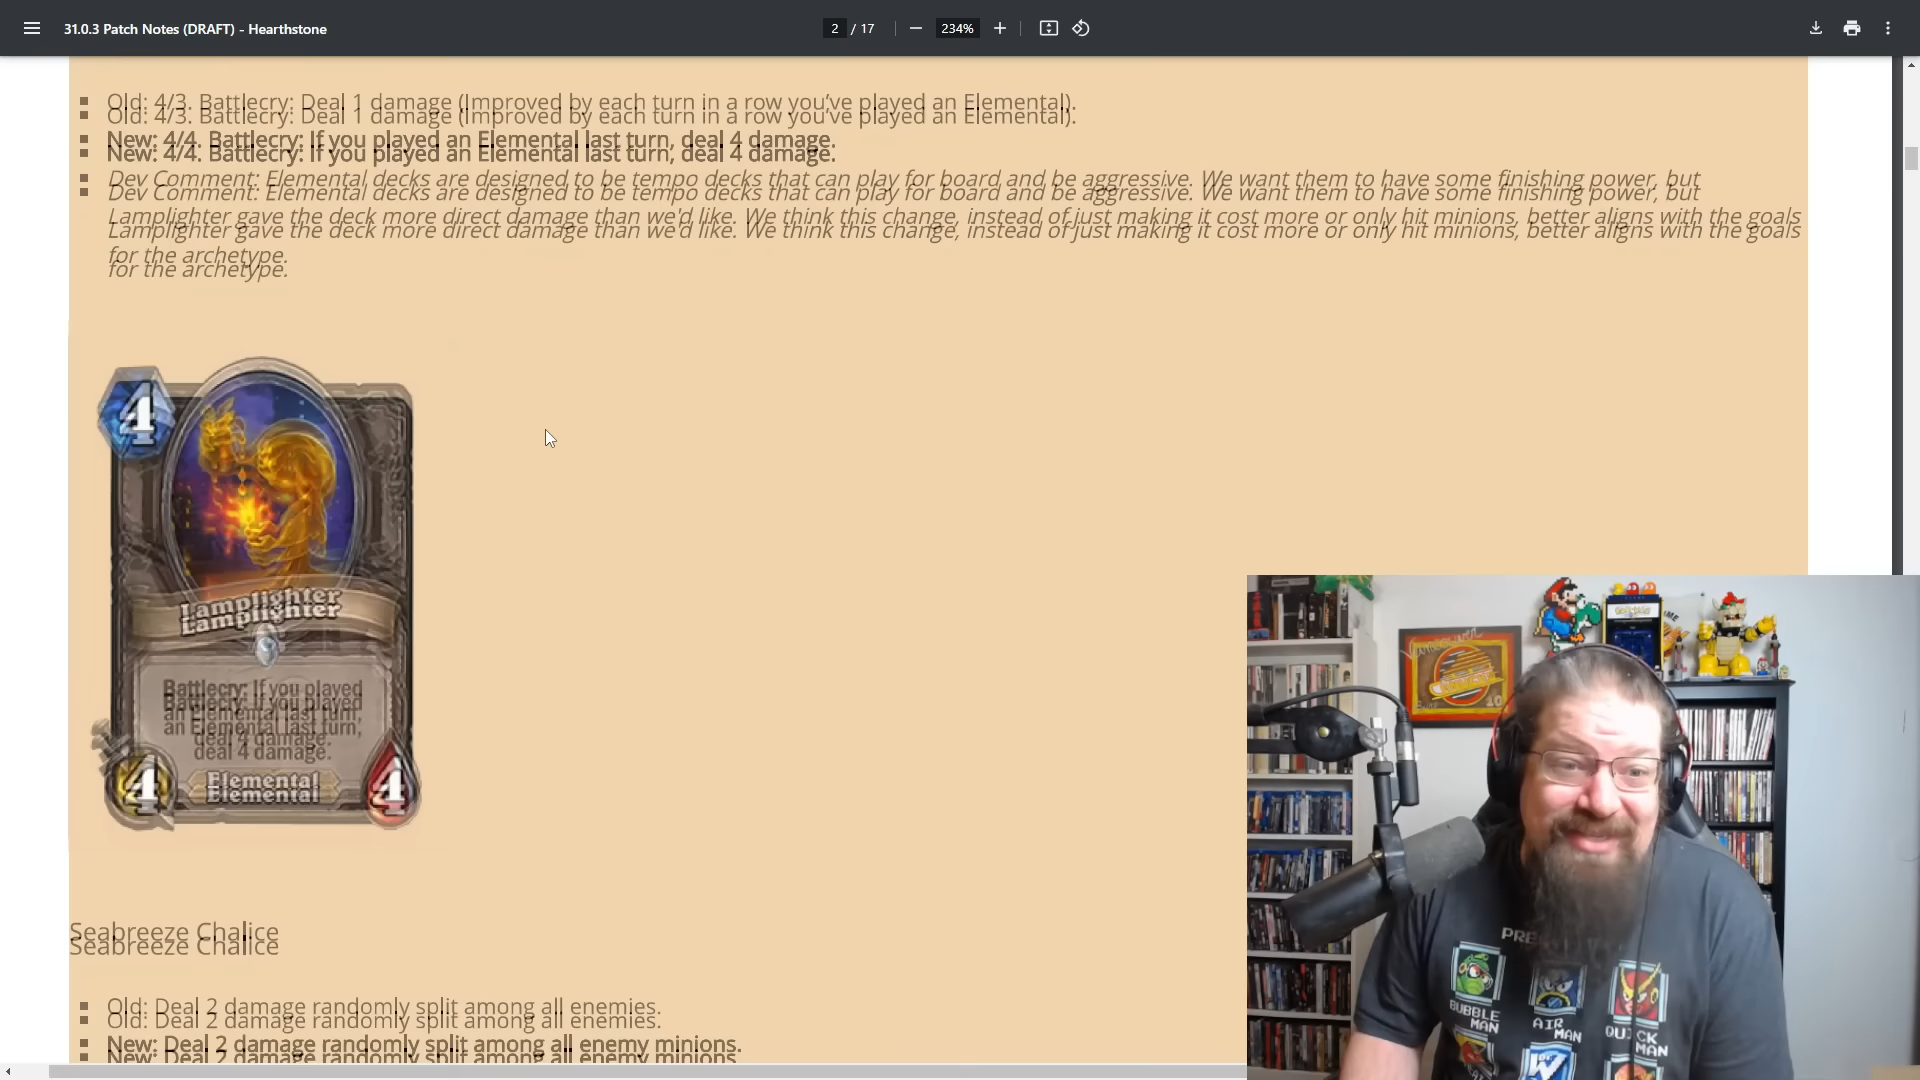 31.0.3 Patch Notes (DRAFT) - Hearthstone
2 / 17
234%
Old: 4/3. Battlecry: Deal 1 damage (Improved by each turn in a row you've played an Elemental).
New: 4/4. Battlecry: If you played an Elemental last turn, deal 4 damage.
Dev Comment: Elemental decks are designed to be tempo decks that can play for board and be aggressive. We want them to have some finishing power, but
Lamplighter gave the deck more direct damage than we'd like. We think this change, instead of just making it cost more or only hit minions, better aligns with the goals
for the archetype.
4
Lamplighter
Battlecry: If you played
an Elemental last turn,
deal 4 damage.
4
Elemental
4
Seabreeze Chalice
Old: Deal 2 damage randomly split among all enemies.
New: Deal 2 damage randomly split among all enemy minions.
PRE
BUBBLE
MAN
AIR
MAN
QUICK
MAN